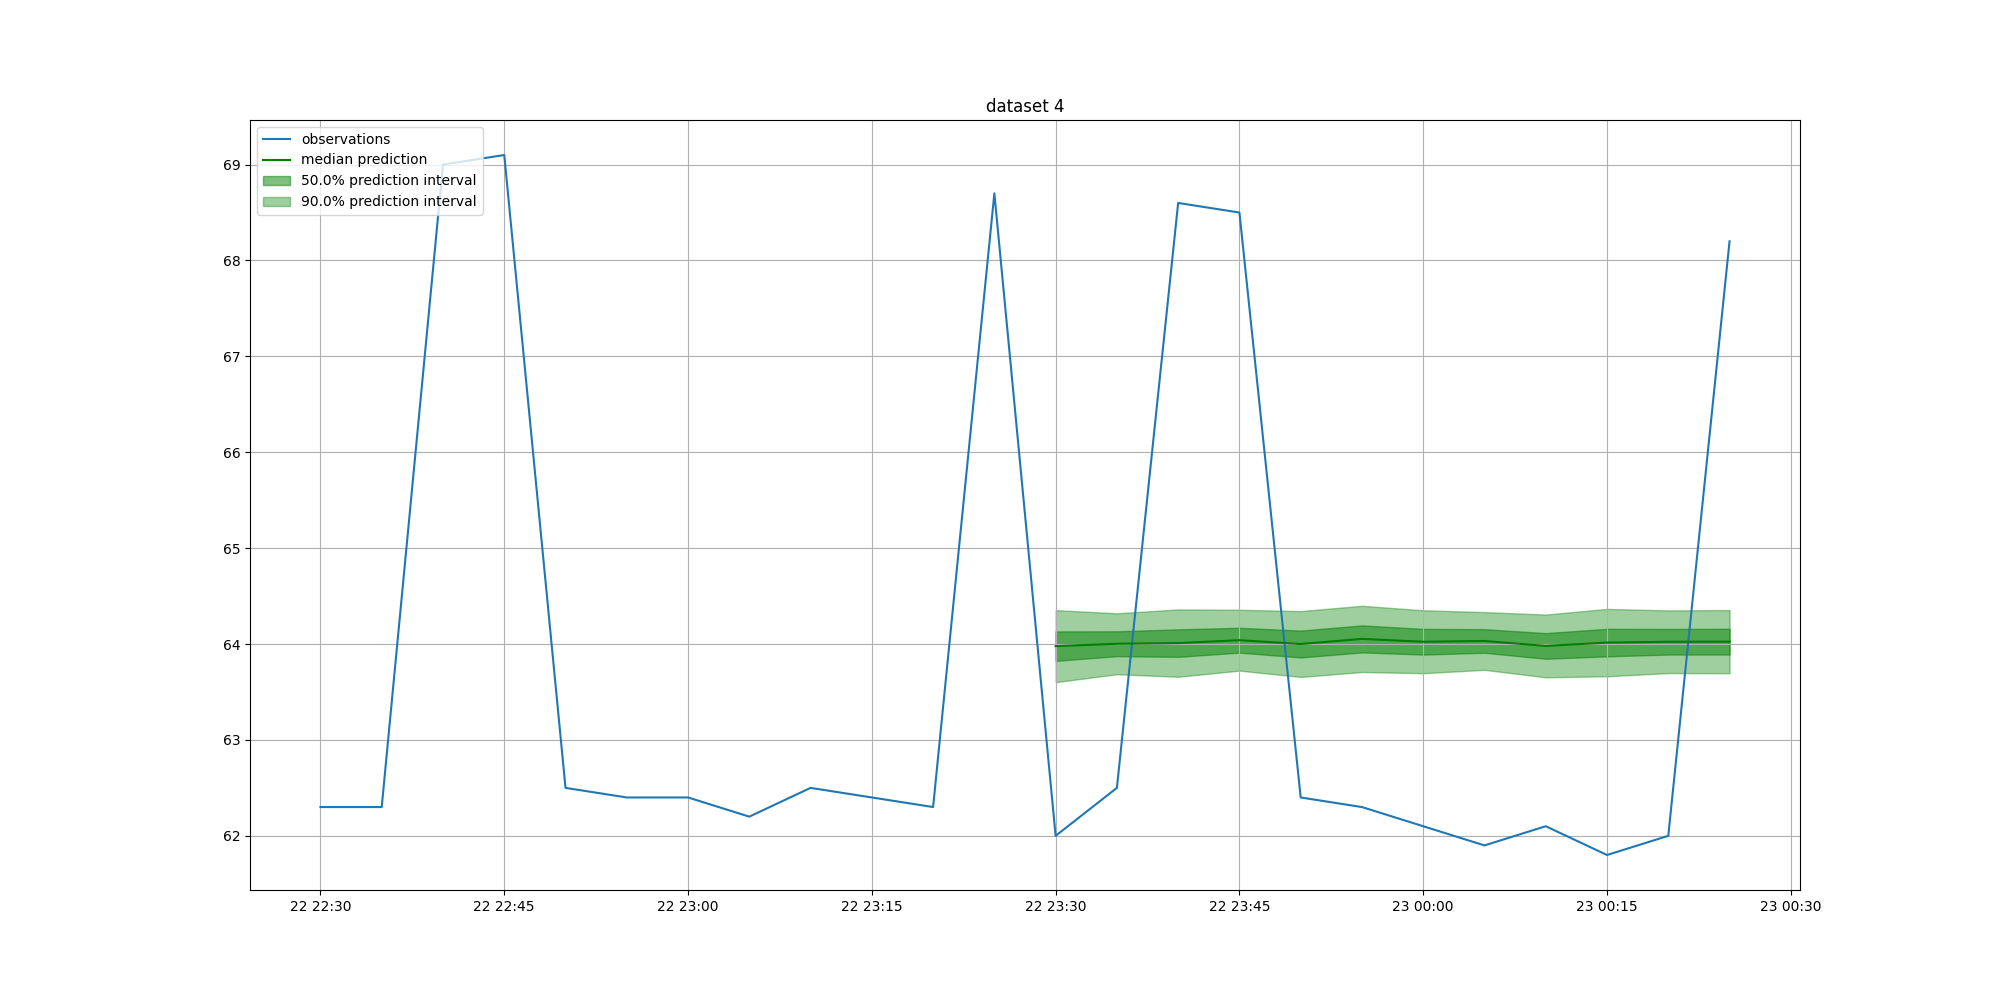 dataset 4
observations
median prediction
50.0% prediction interval
90.0% prediction interval
69
68
67
66
65
64
63
62
22 22:30 22 22:45 22 23:00 22 23:15 22 23:30 22 23:45 23 00:00 23 00:15 23 00:30